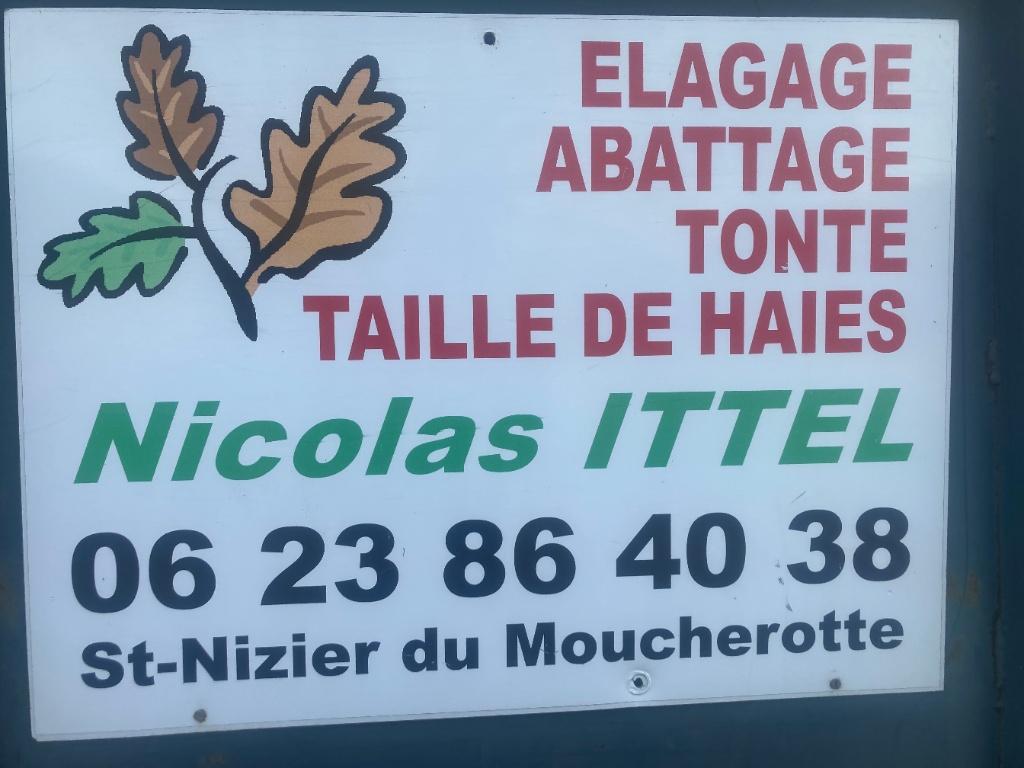 ELAGAGE
ABATTAGE
TONTE
TAILLE DE HAIES
Nicolas ITTEL
06 23 86 40 38
St-Nizier du Moucherotte